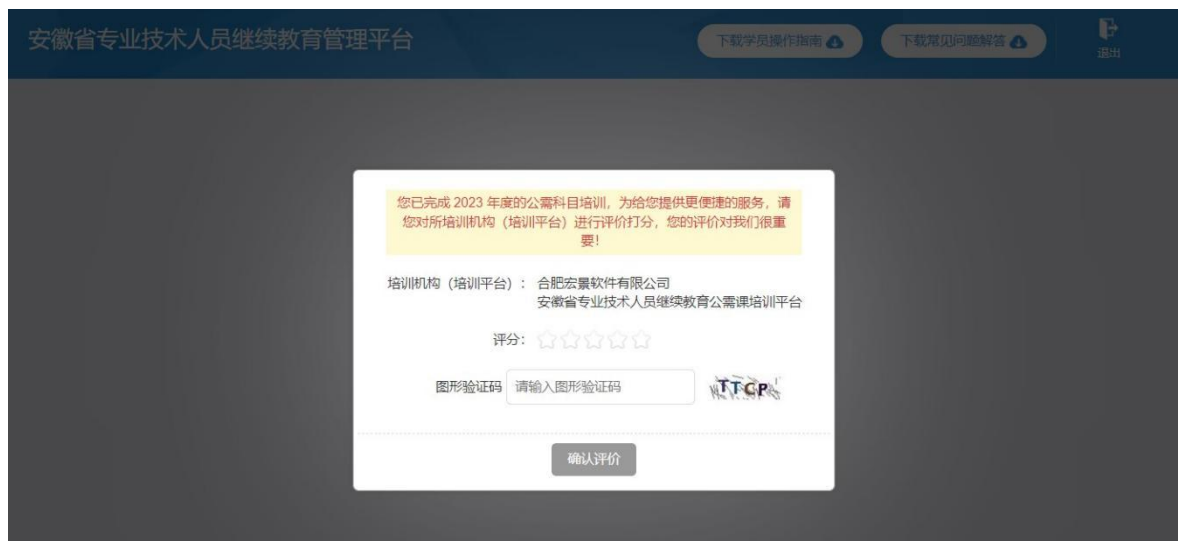 安徽省专业技术人员继续教育管理平台
下载学员操作指南
下载常见问题解答
退出
您已完成 2023 年度的公需科目培训，为给您提供更便捷的服务，请
您对所培训机构（培训平台）进行评价打分，您的评价对我们很重
要！
培训机构（培训平台）： 合肥宏景软件有限公司
安徽省专业技术人员继续教育公需课培训平台
评分：
图形验证码 请输入图形验证码 TTCP
确认评价